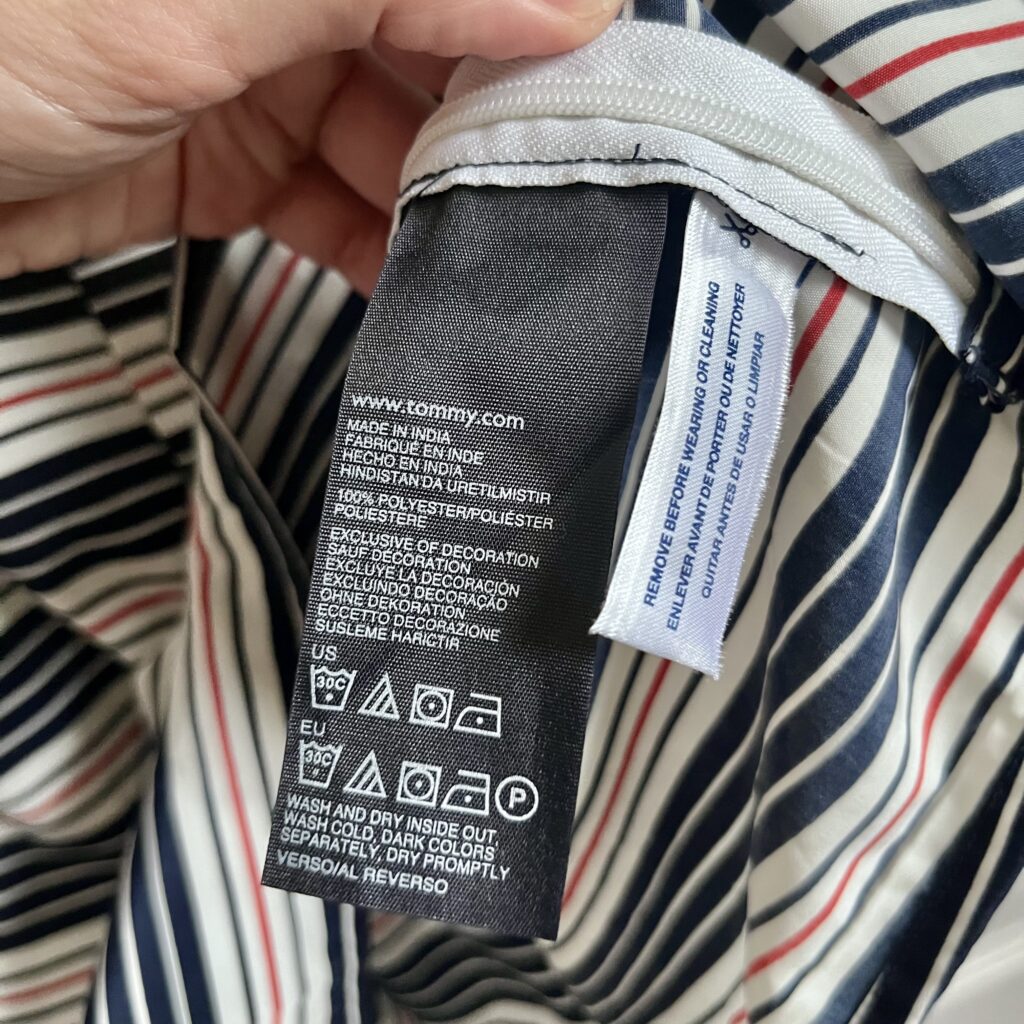 www.tommy.com
MADE IN INDIA
FABRIQUÉ EN INDE
HECHO EN INDIA
HINDISTAN'DA URETILMISTIR
100% POLYESTER/POLIÉSTER
POLIESTERE
EXCLUSIVE OF DECORATION
SAUF DECORATION
EXCLUYE LA DECORACIÓN
EXCLUINDO DECORAÇÃO
OHNE DEKORATION
ECCETTO DECORAZIONE
SUSLEME HARICTIR
US
30C
EU
30C
P
WASH AND DRY INSIDE OUT
WASH COLD, DARK COLORS
SEPARATELY, DRY PROMPTLY
VERSO/AL REVERSO
REMOVE BEFORE WEARING OR CLEANING
ENLEVER AVANT DE PORTER OU DE NETTOYER
QUITAR ANTES DE USAR O LIMPIAR